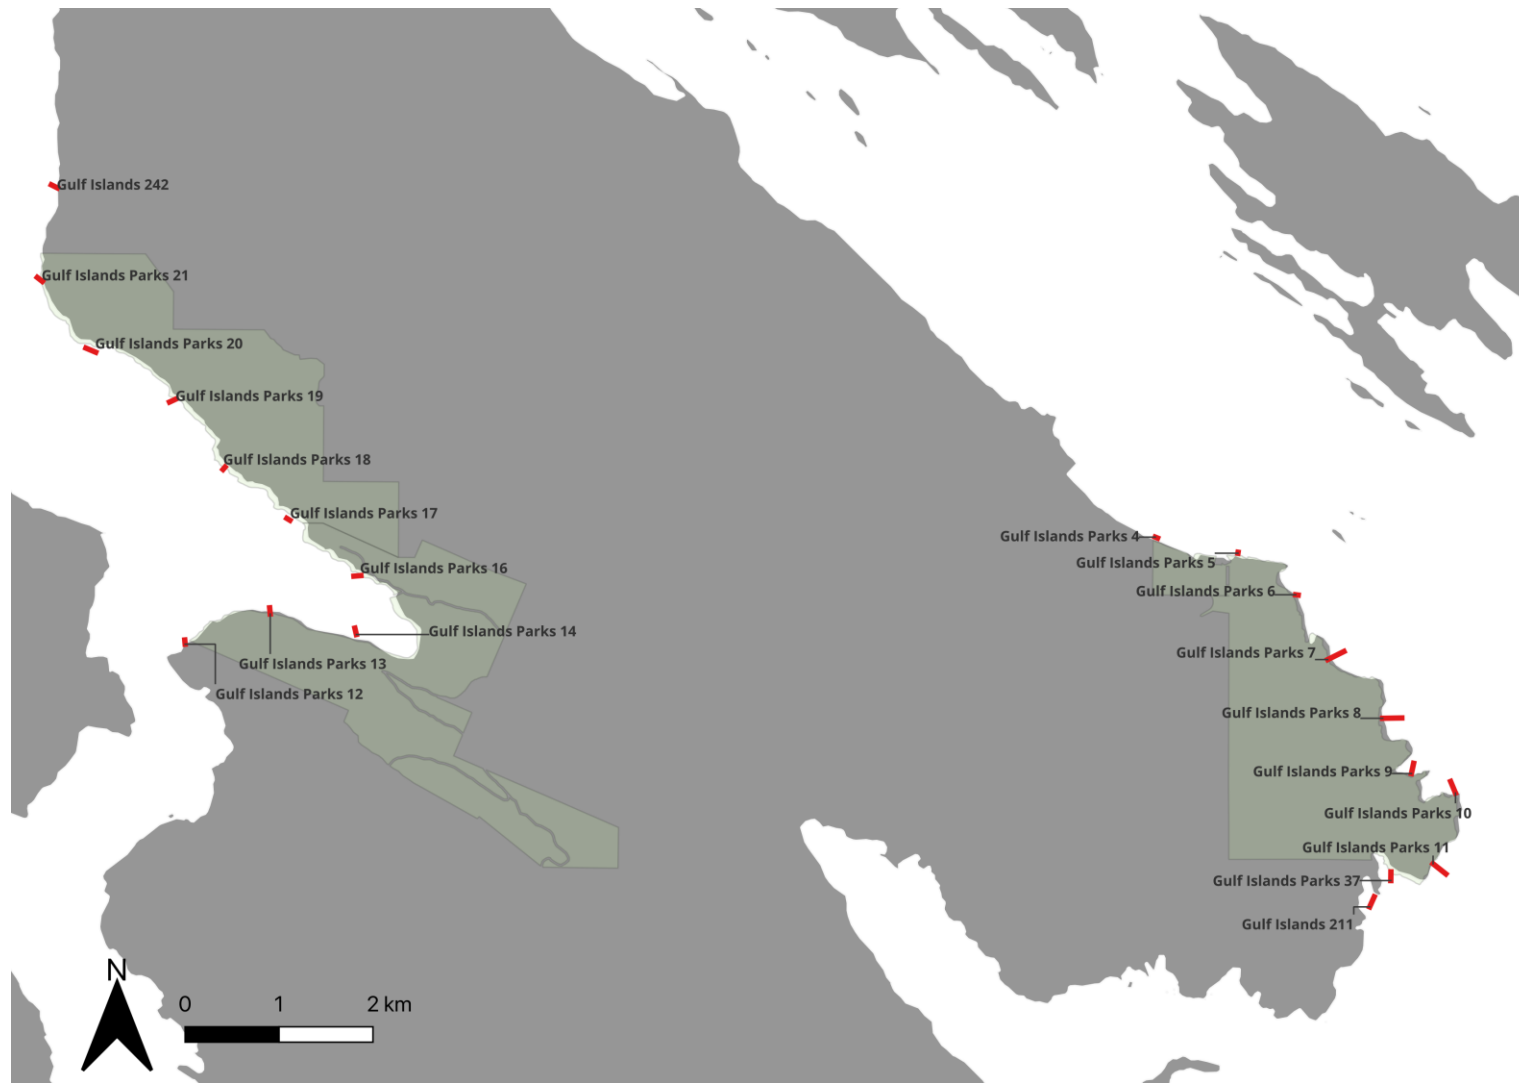 Gulf Islands 242
Gulf Islands Parks 21
Gulf Islands Parks 20
Gulf Islands Parks 19
Gulf Islands Parks 18
Gulf Islands Parks 17
Gulf Islands Parks 16
Gulf Islands Parks 14
Gulf Islands Parks 13
Gulf Islands Parks 12
Gulf Islands Parks 4
Gulf Islands Parks 5
Gulf Islands Parks 6
Gulf Islands Parks 7
Gulf Islands Parks 8
Gulf Islands Parks 9
Gulf Islands Parks 10
Gulf Islands Parks 11
Gulf Islands Parks 37
Gulf Islands 211
N
0 1 2 km